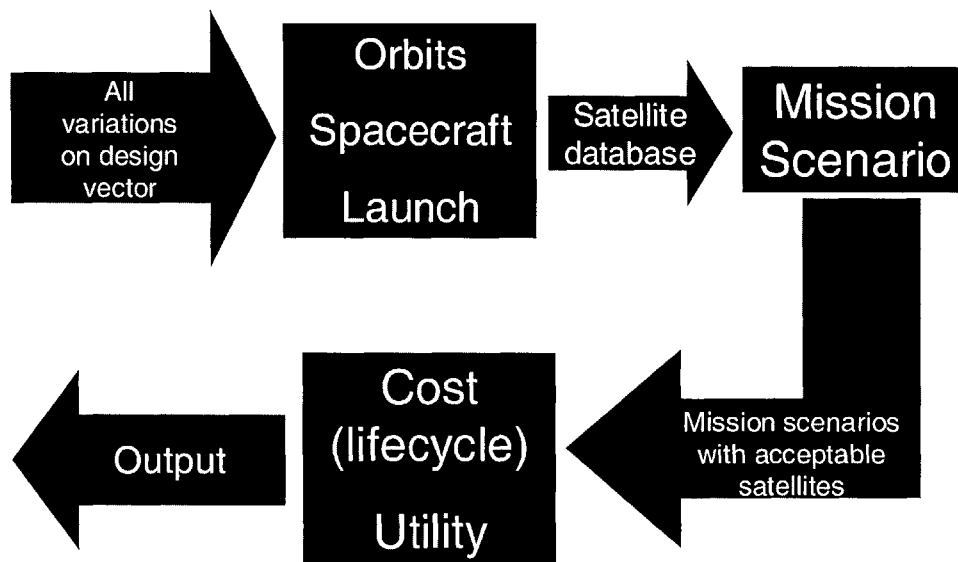 All
variations
on design
vector
Orbits
Spacecraft
Launch
Satellite
database
Mission
Scenario
Mission scenarios
with acceptable
satellites
Cost
(lifecycle)
Utility
Output